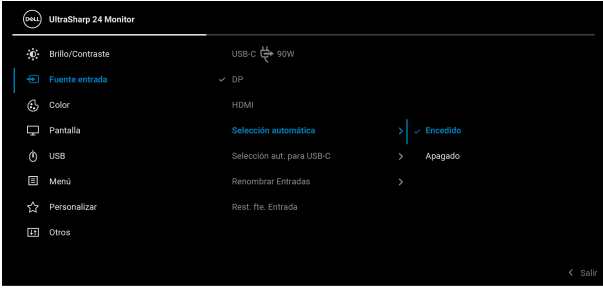 DELL UltraSharp 24 Monitor
Brillo/Contraste
Fuente entrada
Color
Pantalla
USB
Menú
Personalizar
Otros
USB-C 90W
DP
HDMI
Selección automática
Selección aut. para USB-C
Renombrar Entradas
Rest. fte. Entrada
Encedido
Apagado
Salir